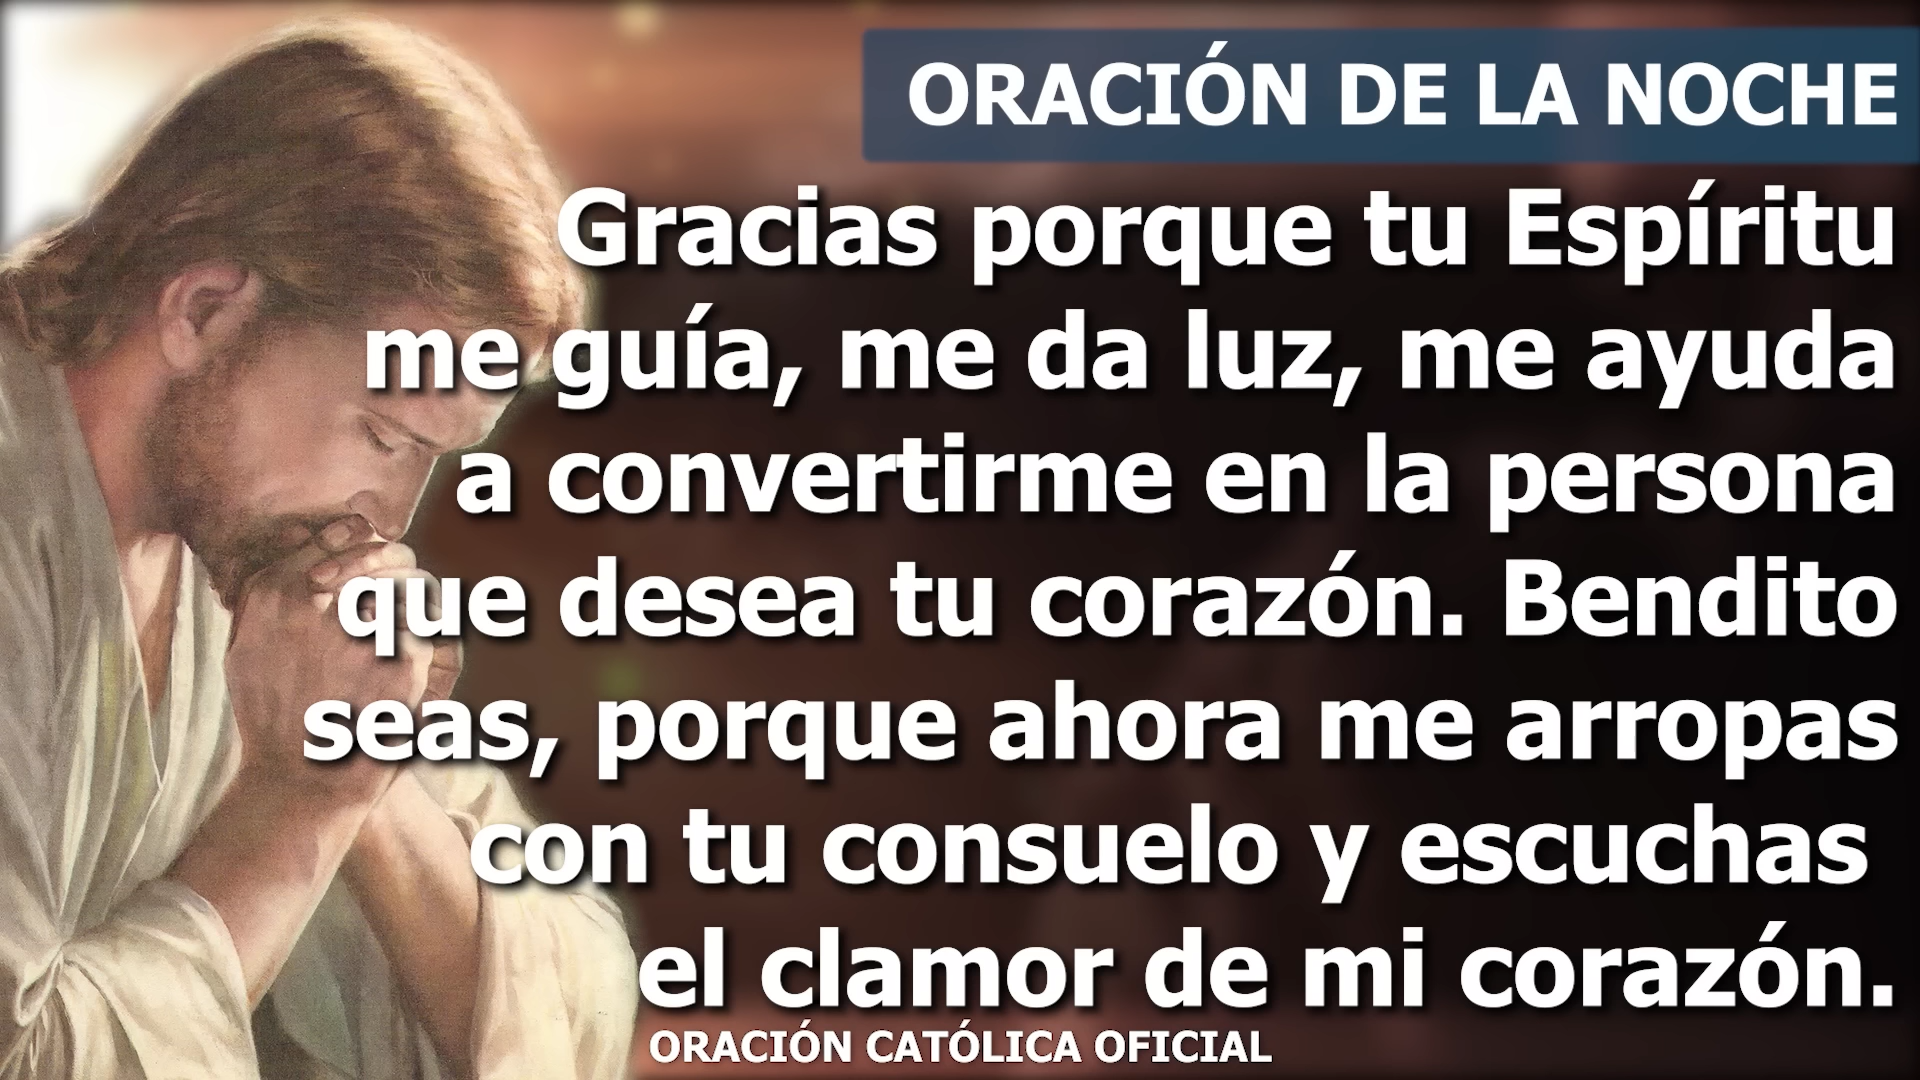 ORACIÓN DE LA NOCHE
Gracias porque tu Espíritu
me guía, me da luz, me ayuda
a convertirme en la persona
que desea tu corazón. Bendito
seas, porque ahora me arropas
con tu consuelo y escuchas
el clamor de mi corazón.
ORACIÓN CATÓLICA OFICIAL